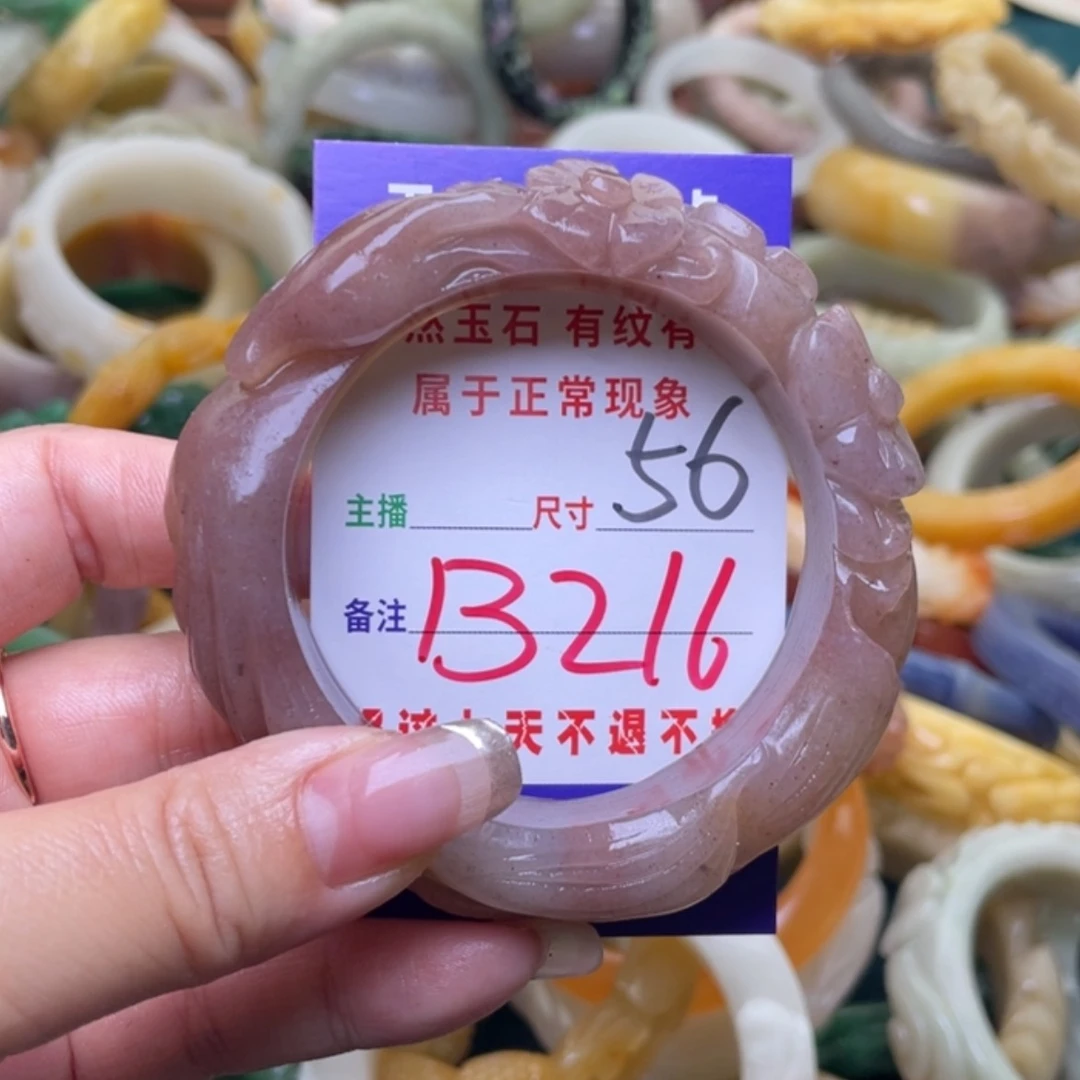 然玉石 有纹有
属于正常现象
主播 尺寸 56
备注 B216
天不退不